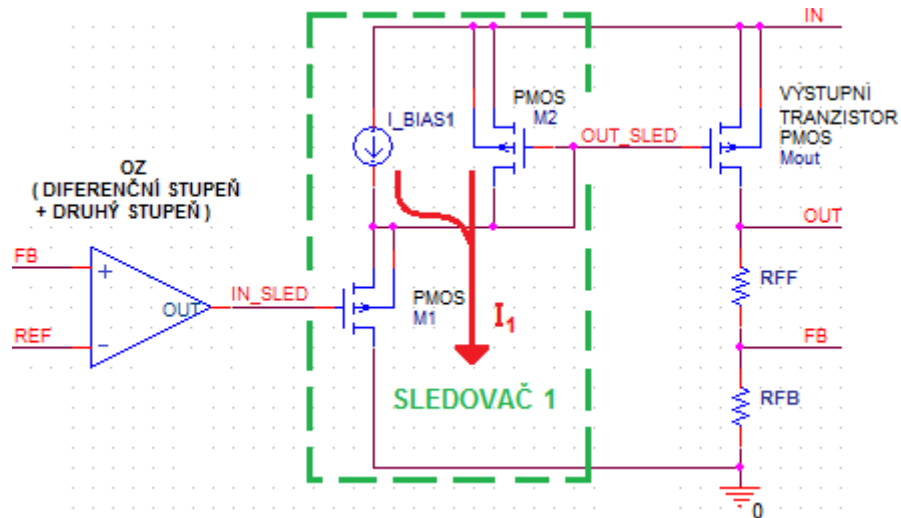 IN
PMOS
M2
I_BIAS1
OUT_SLED
VÝSTUPNÍ
TRANZISTOR
PMOS
Mout
OZ
( DIFERENČNÍ STUPEŇ
+ DRUHÝ STUPEŇ )
OUT
FB
+
OUT
IN_SLED
PMOS
M1
RFF
REF
-
I1
FB
SLEDOVAČ 1
RFB
0